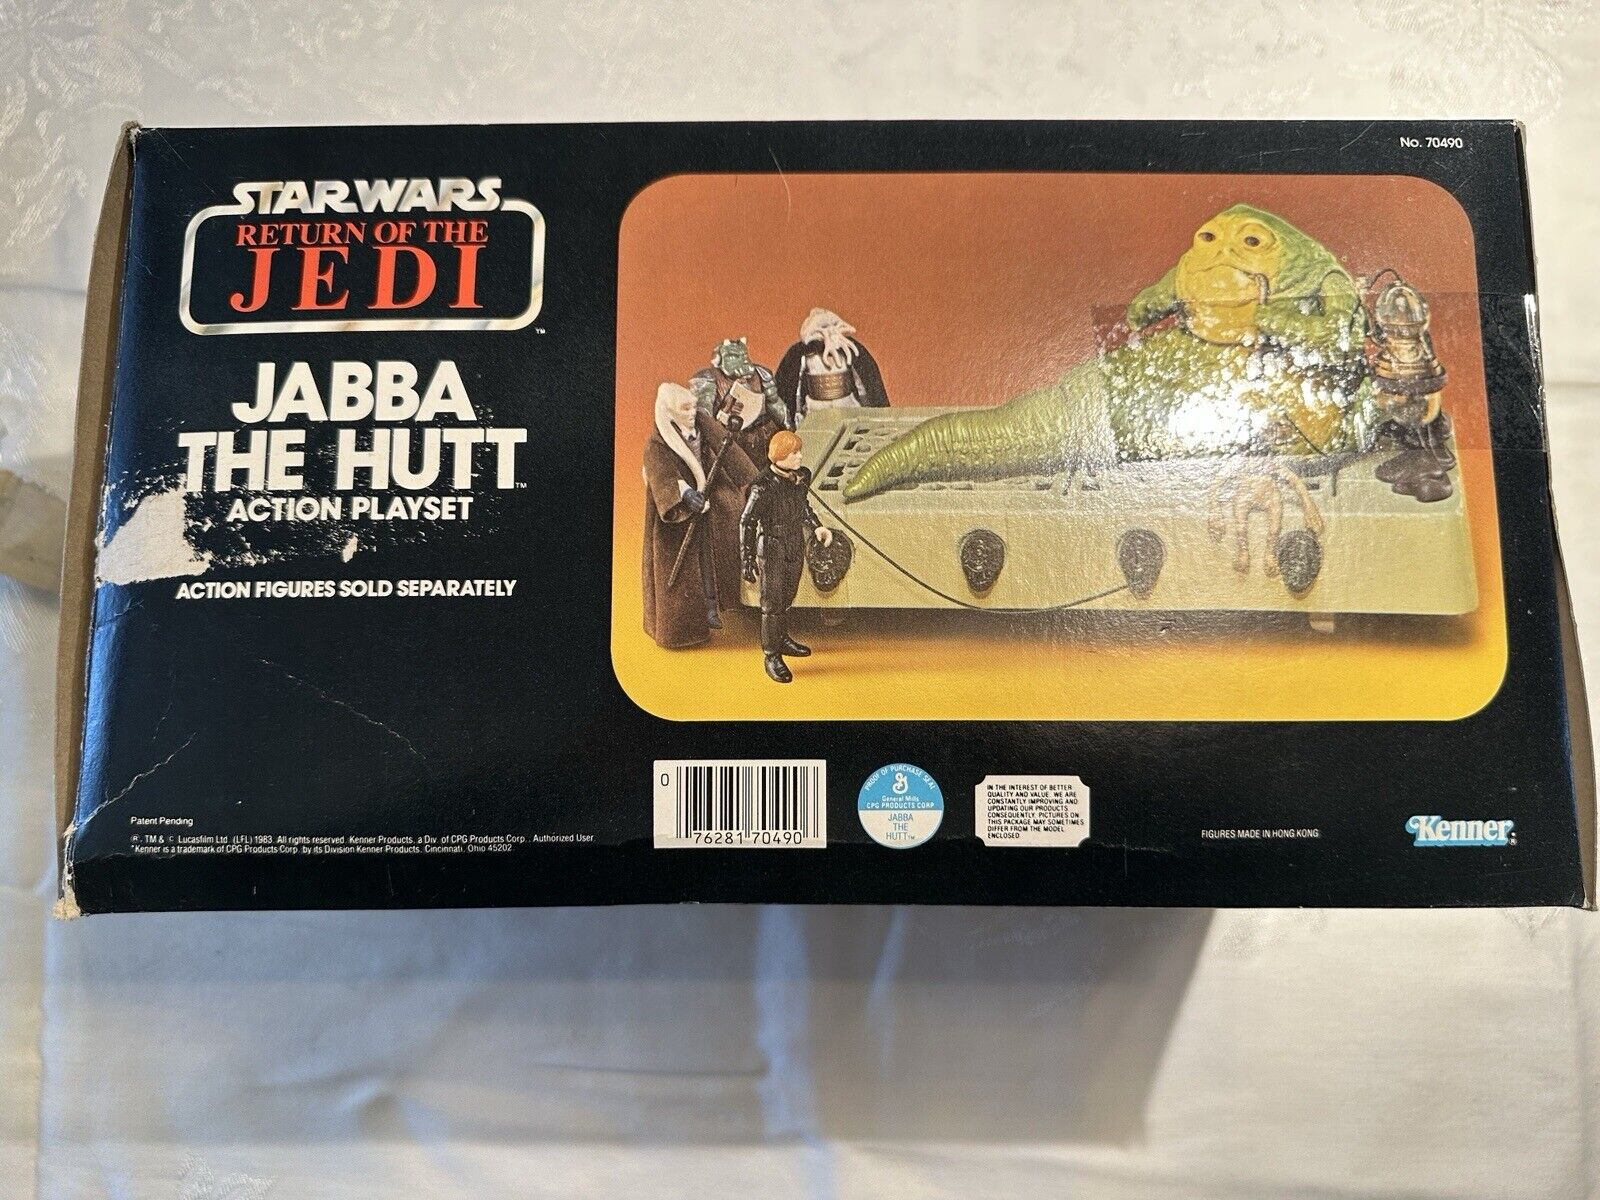 No. 70490
STAR WARS
RETURN OF THE
JEDI
TM
JABBA
THE HUTT
TM
ACTION PLAYSET
ACTION FIGURES SOLD SEPARATELY
Patent Pending
®, TM & © Lucasfilm Ltd. (LFL) 1983. All rights reserved. Kenner Products, a Div. of CPG Products Corp., Authorized User.
"Kenner is a trademark of CPG Products Corp. by its Division Kenner Products, Cincinnati, Ohio 45202.
0
76281 70490
PROOF OF PURCHASE SEAL
G
General Mills
CPG PRODUCTS CORP
JABBA
THE
HUTT TM
IN THE INTEREST OF BETTER
QUALITY AND VALUE, WE ARE
CONSTANTLY IMPROVING AND
UPDATING OUR PRODUCTS.
CONSEQUENTLY, PICTURES ON
THIS PACKAGE MAY SOMETIMES
DIFFER FROM THE MODEL
ENCLOSED.
FIGURES MADE IN HONG KONG
Kenner®